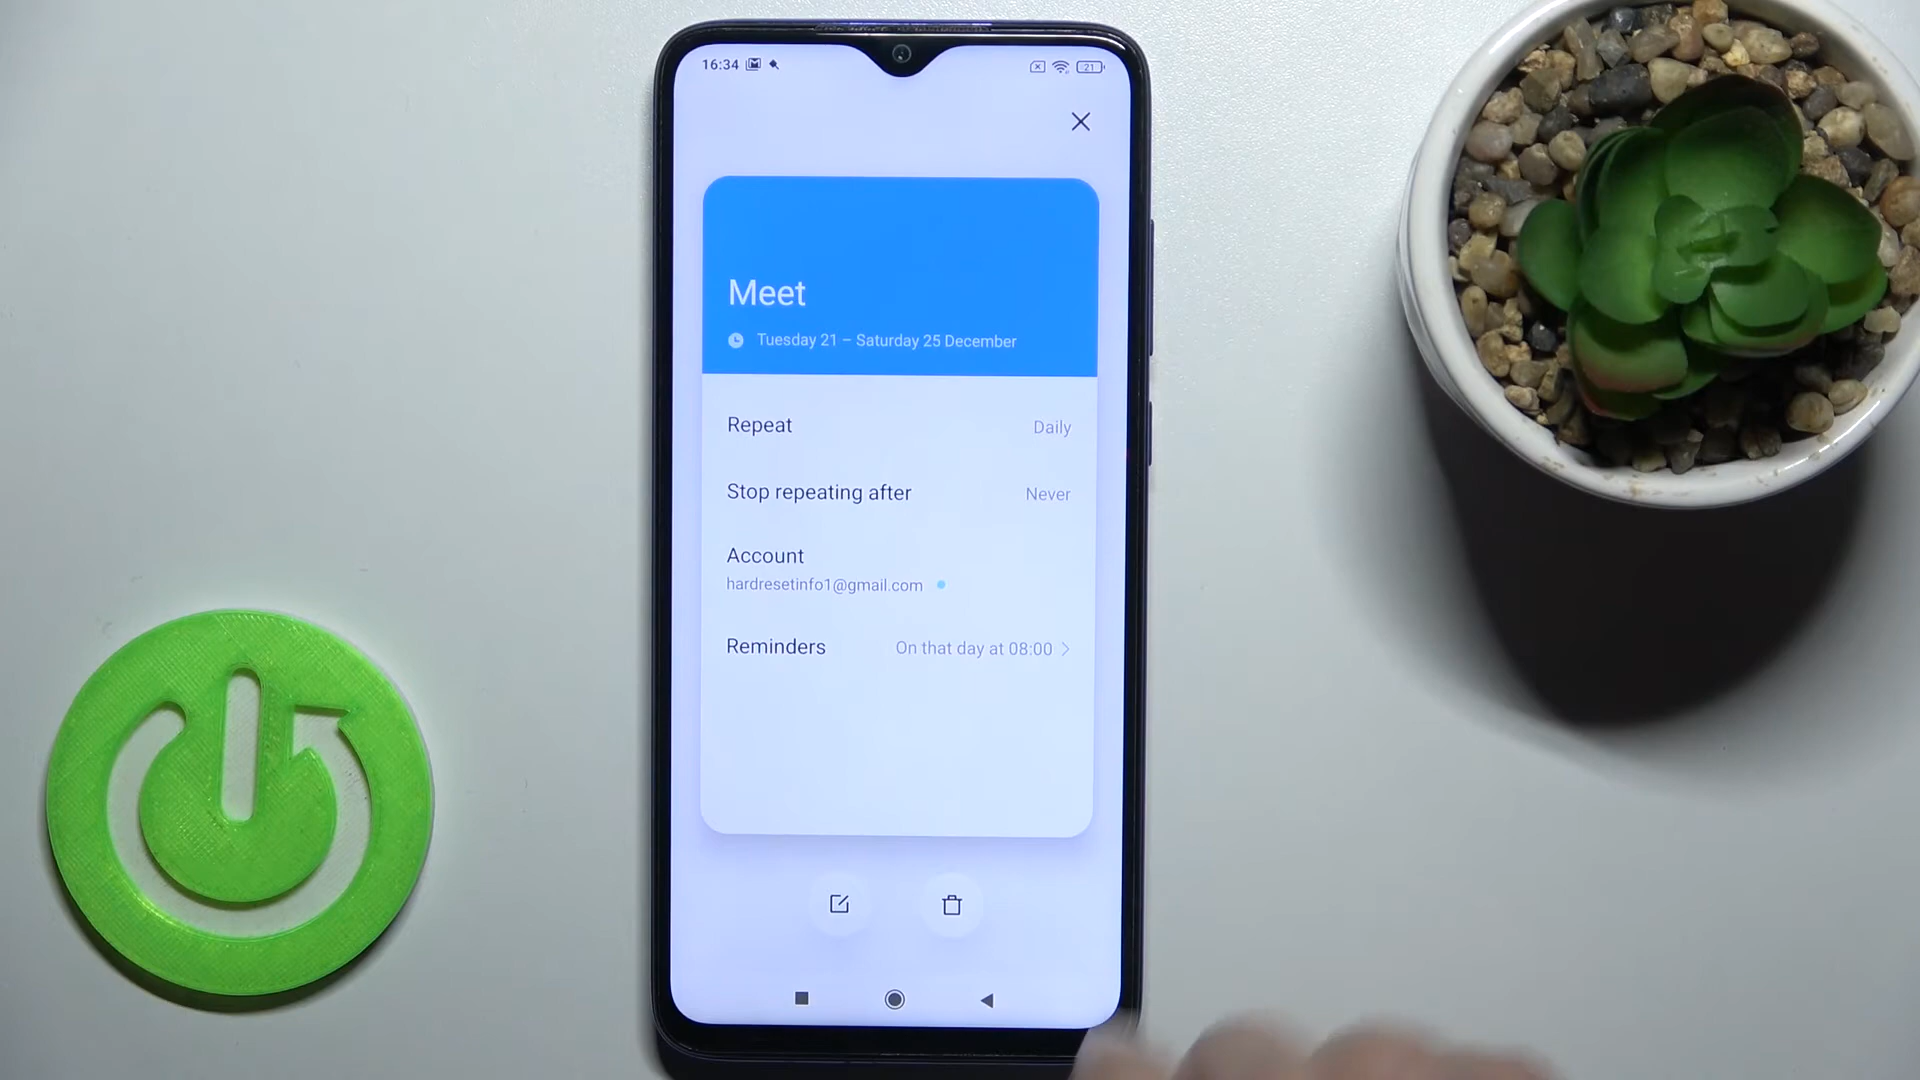 16:34
21
Meet
Tuesday 21 – Saturday 25 December
Repeat
Daily
Stop repeating after
Never
Account
hardresetinfo1@gmail.com
Reminders
On that day at 08:00